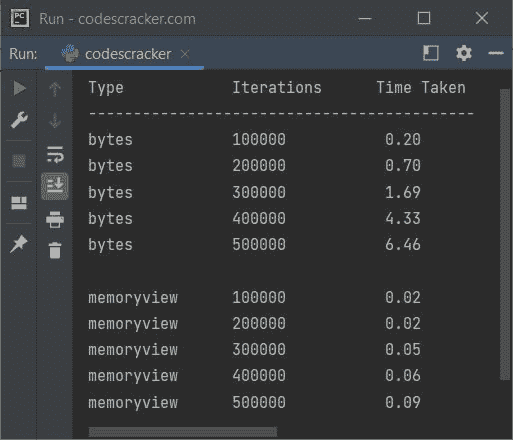 PC Run - codescracker.com
Run: codescracker
Type Iterations Time Taken
-------------------------------------------
bytes 100000 0.20
bytes 200000 0.70
bytes 300000 1.69
bytes 400000 4.33
bytes 500000 6.46
memoryview 100000 0.02
memoryview 200000 0.02
memoryview 300000 0.05
memoryview 400000 0.06
memoryview 500000 0.09